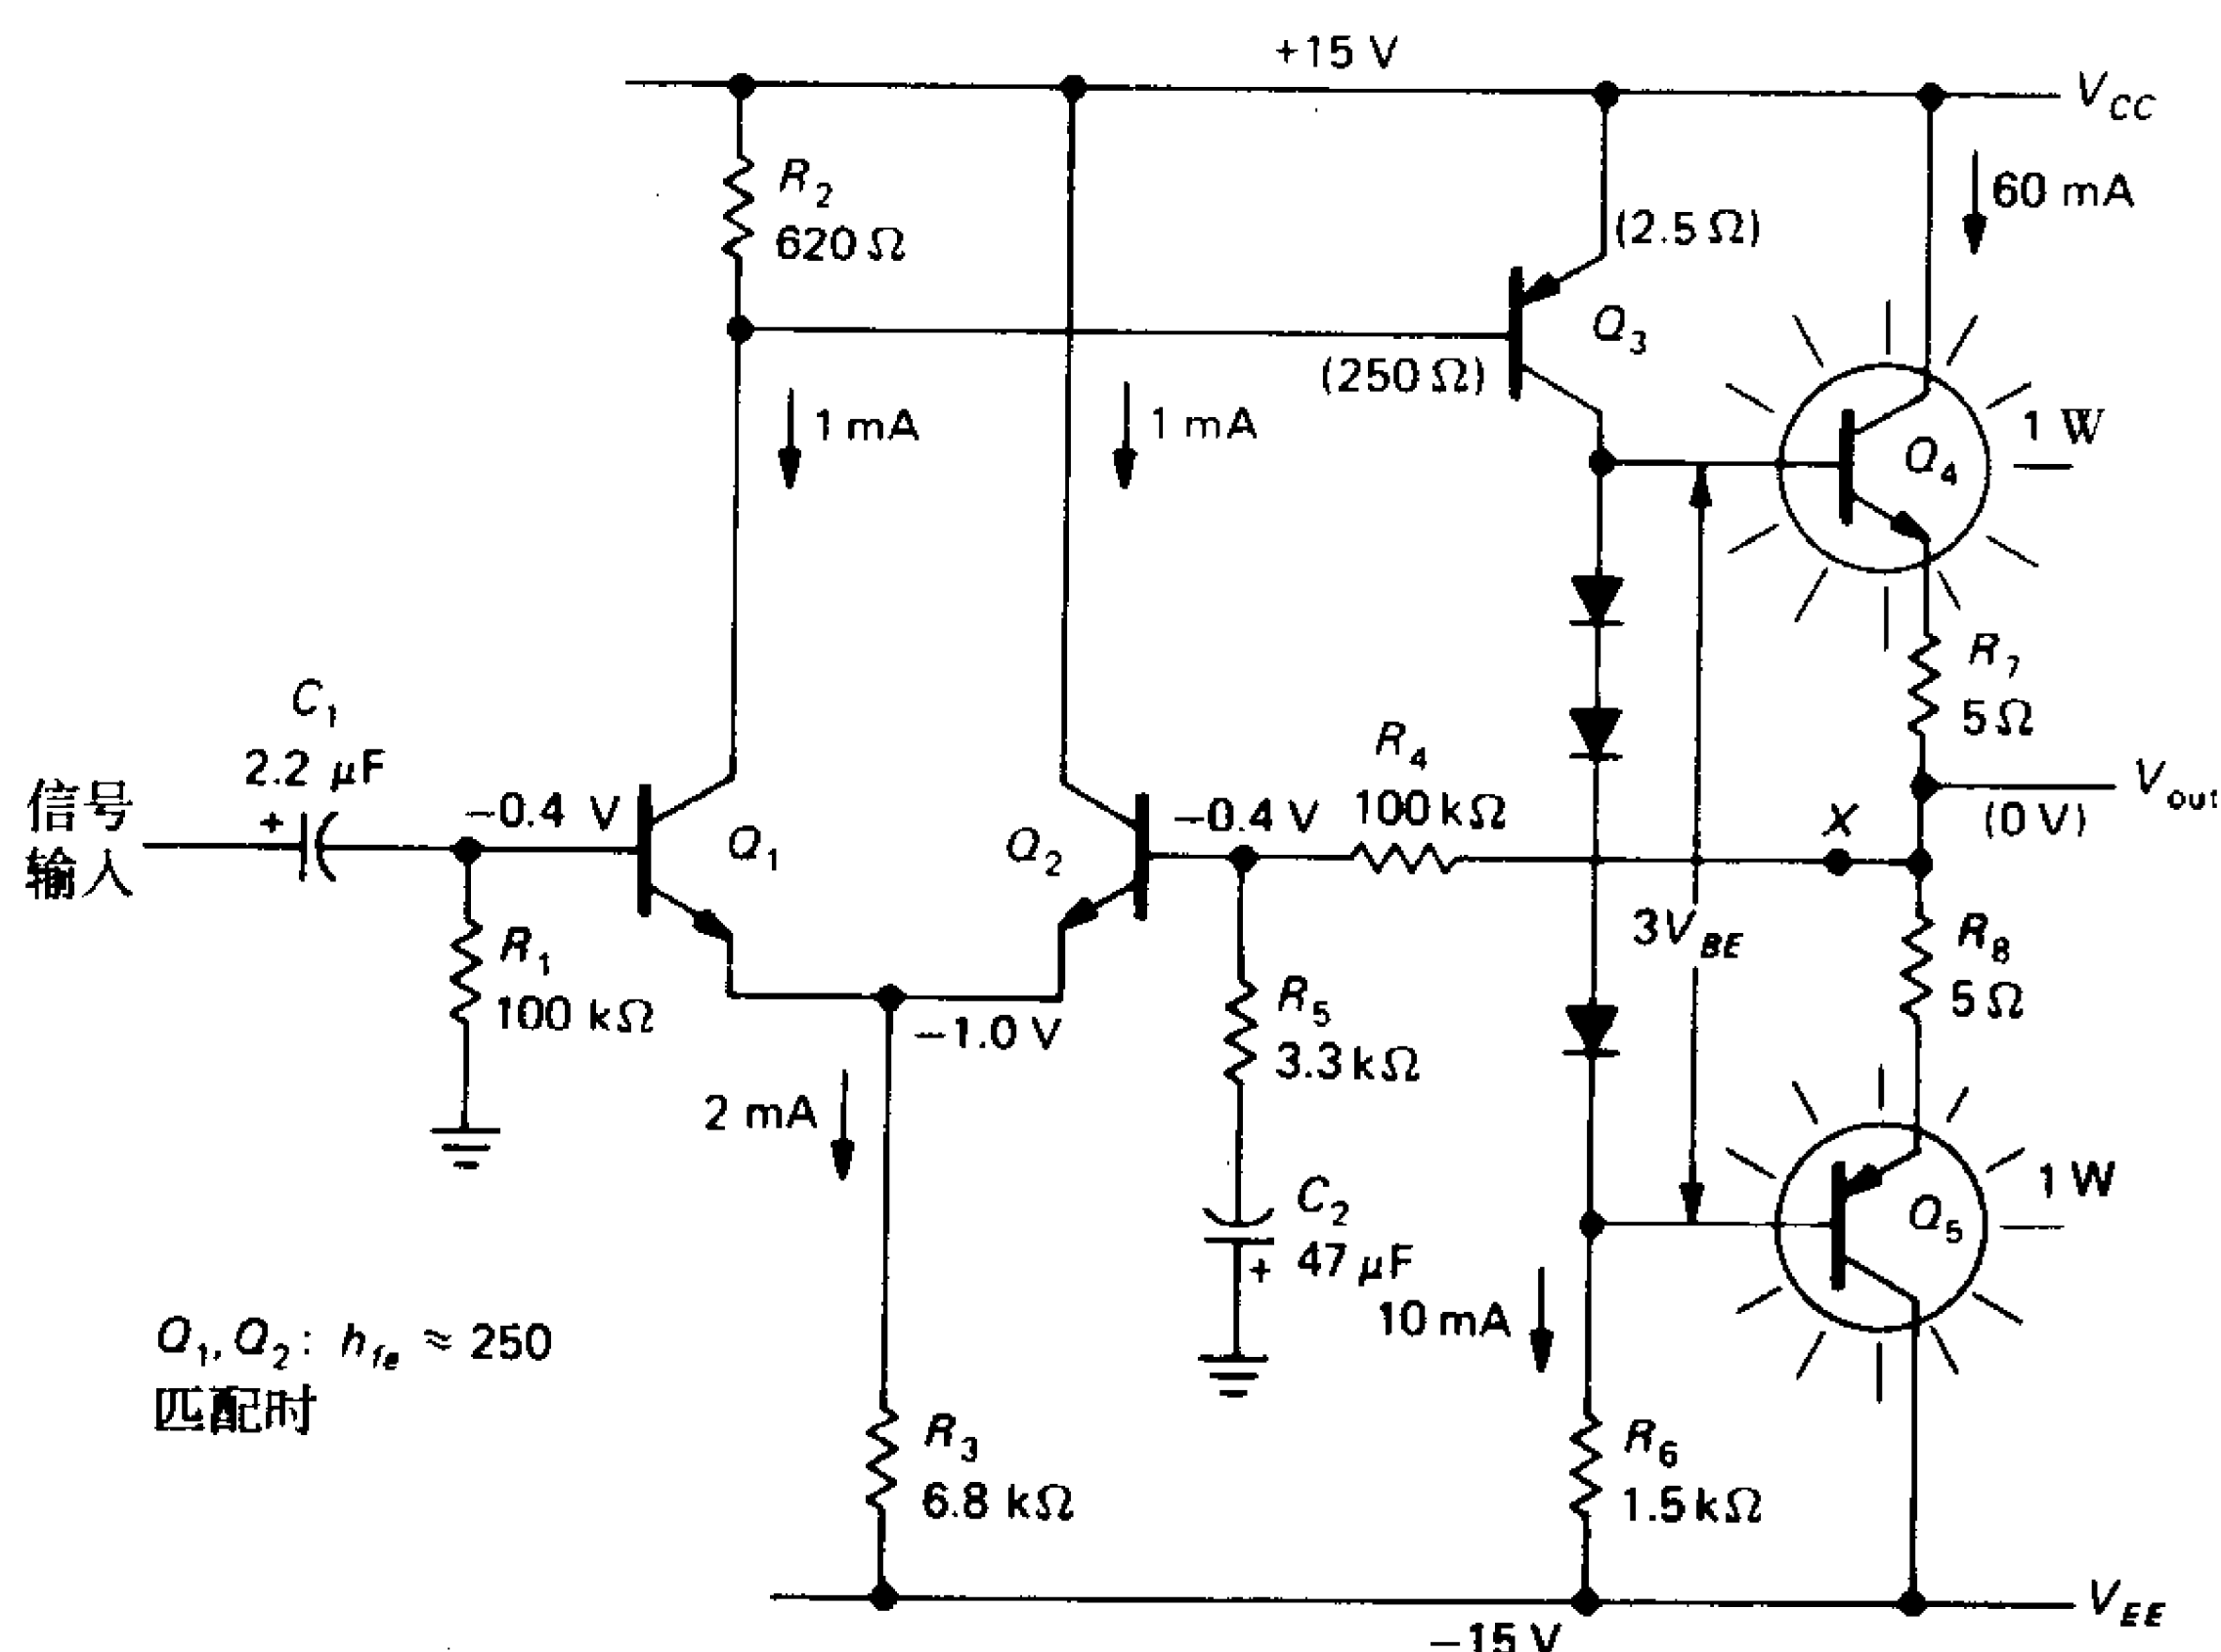 +15 V
V_CC
R_2
620 Ω
(2.5 Ω)
60 mA
Q_3
(250 Ω)
1 mA
1 mA
Q_4
1 W
R_7
5 Ω
C_1
2.2 μF
信号
输入
+
-0.4 V
Q_1
Q_2
-0.4 V
R_4
100 kΩ
X
V_out
(0 V)
R_1
100 kΩ
-1.0 V
R_5
3.3 kΩ
3V_BE
R_8
5 Ω
2 mA
C_2
47 μF
+
10 mA
Q_5
1 W
Q_1, Q_2: h_fe ≈ 250
匹配时
R_3
6.8 kΩ
R_6
1.5 kΩ
V_EE
-15 V